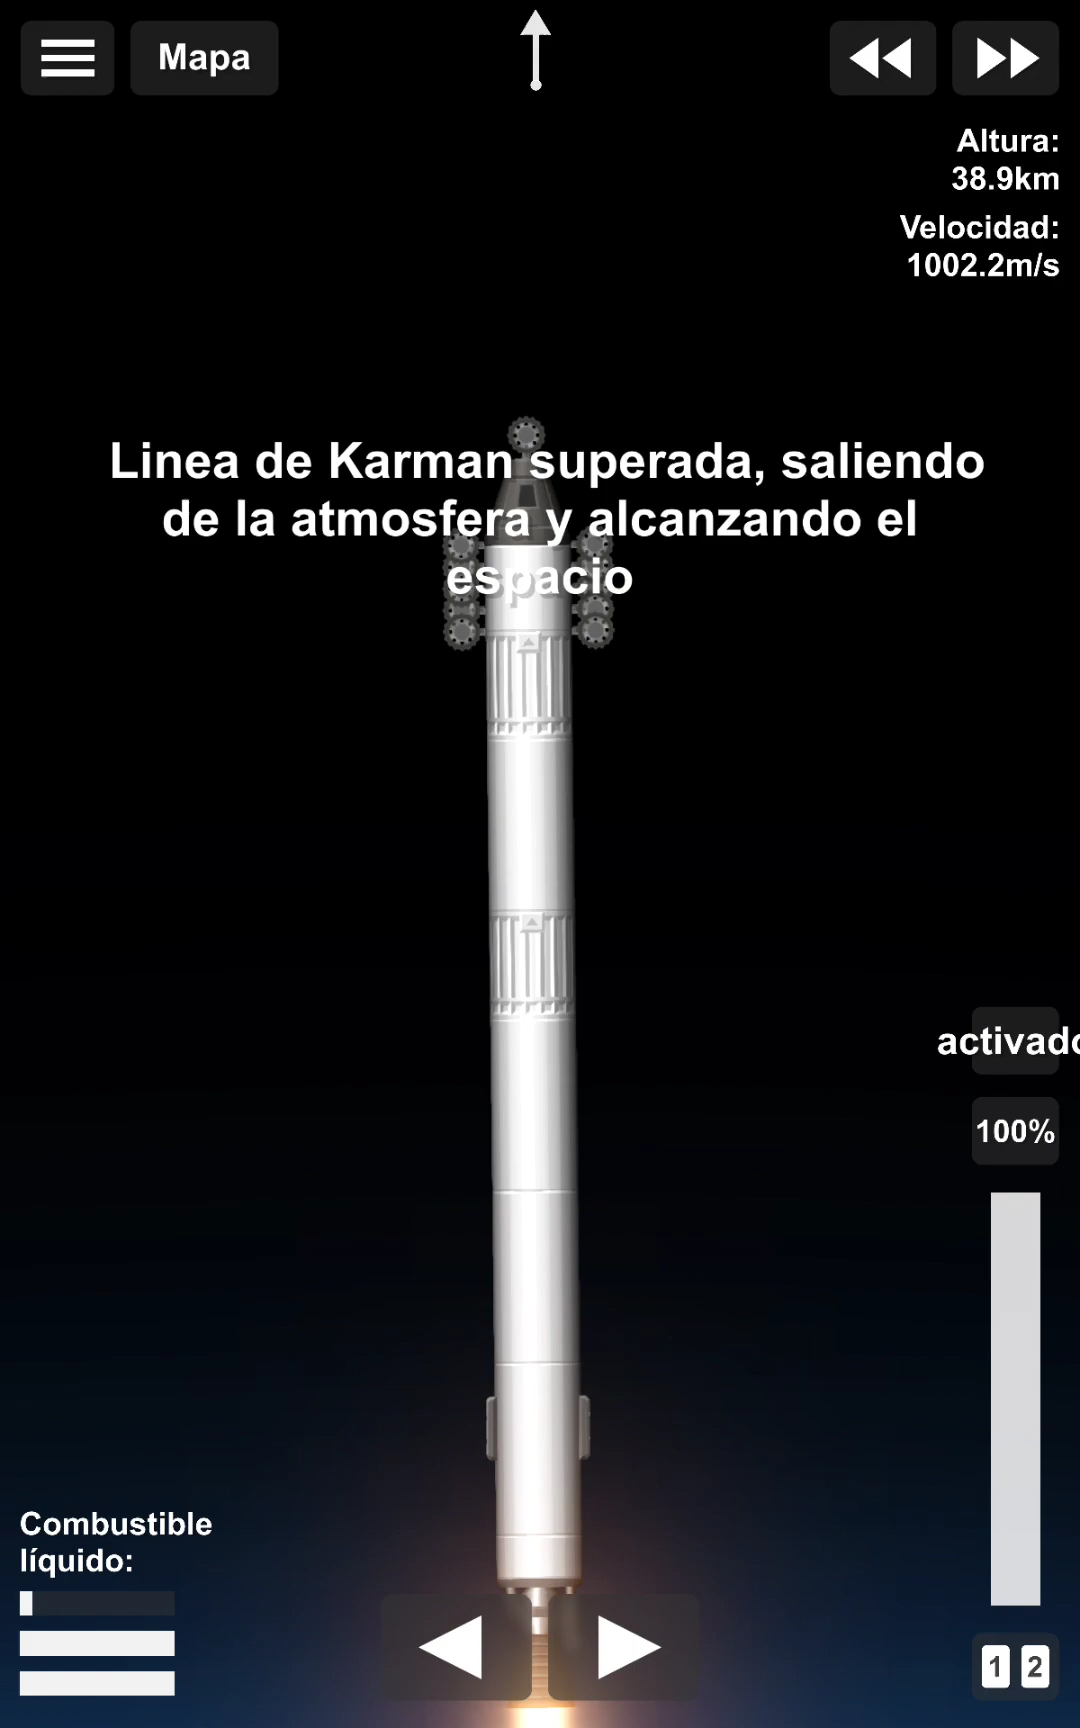 Mapa
Altura:
38.9km
Velocidad:
1002.2m/s
Linea de Karman superada, saliendo
de la atmosfera y alcanzando el
espacio
activado
100%
Combustible
líquido:
1 2